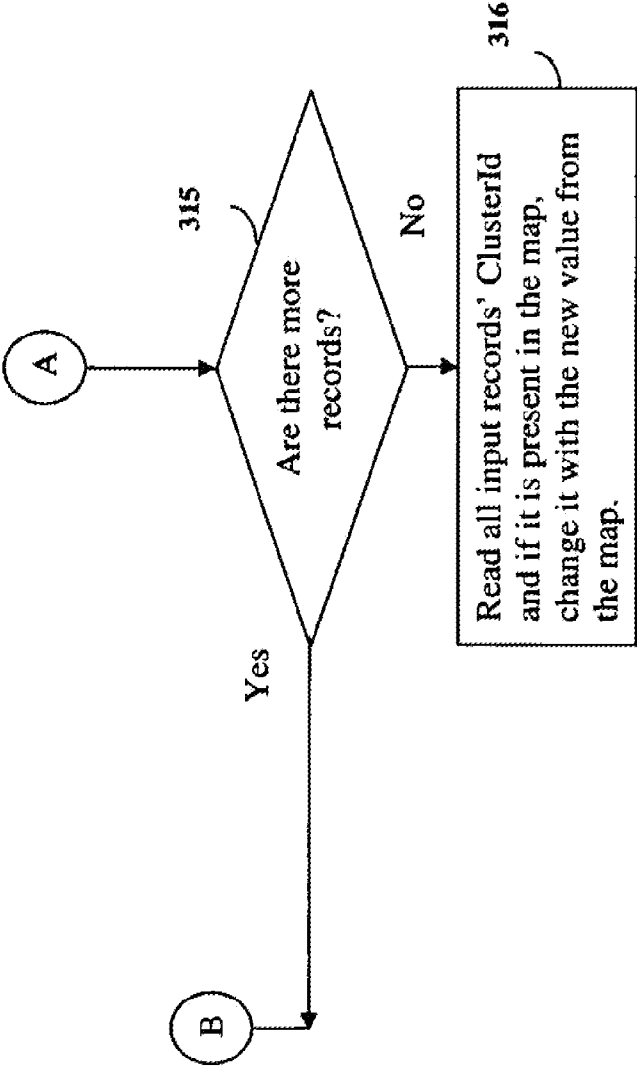 A
315
Are there more
records?
Yes
No
B
316
Read all input records' ClusterId
and if it is present in the map,
change it with the new value from
the map.